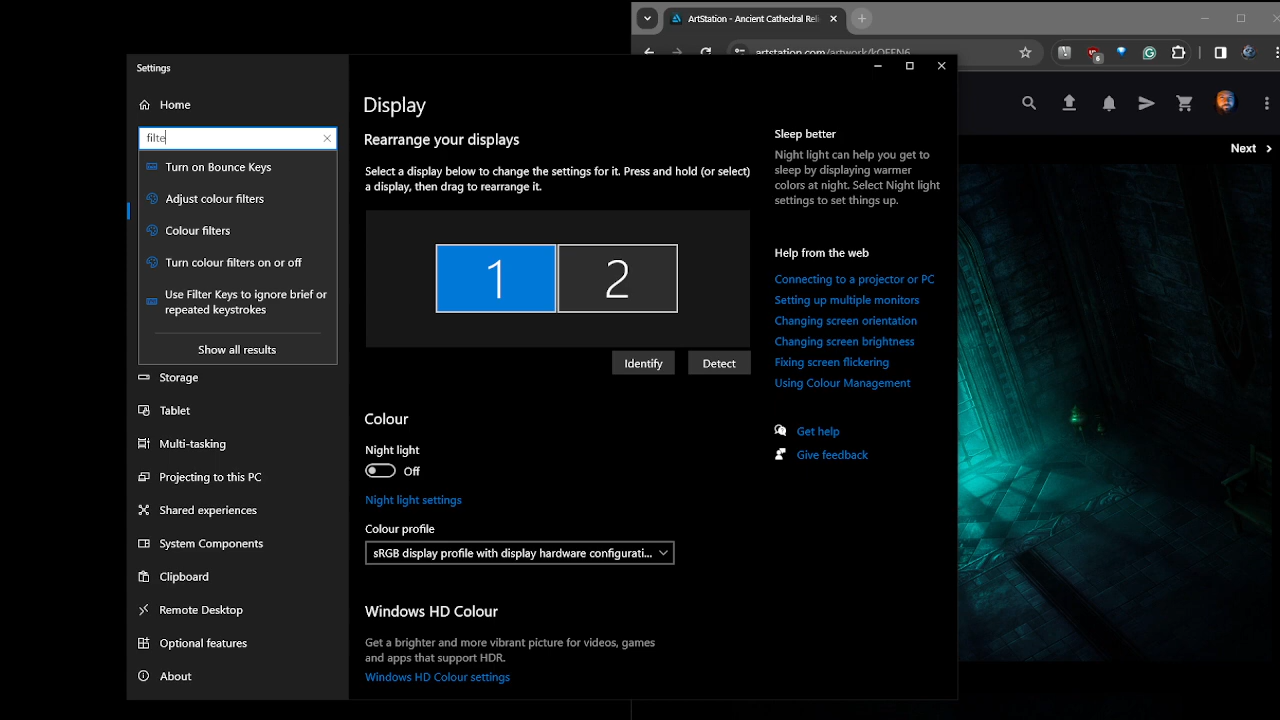 ArtStation - Ancient Cathedral Reli
artstation.com/artwork/kQEEN6
6
Settings
Home
filte
Turn on Bounce Keys
Adjust colour filters
Colour filters
Turn colour filters on or off
Use Filter Keys to ignore brief or
repeated keystrokes
Show all results
Storage
Tablet
Multi-tasking
Projecting to this PC
Shared experiences
System Components
Clipboard
Remote Desktop
Optional features
About
Display
Rearrange your displays
Select a display below to change the settings for it. Press and hold (or select)
a display, then drag to rearrange it.
1
2
Identify
Detect
Colour
Night light
Off
Night light settings
Colour profile
sRGB display profile with display hardware configurati...
Windows HD Colour
Get a brighter and more vibrant picture for videos, games
and apps that support HDR.
Windows HD Colour settings
Sleep better
Night light can help you get to
sleep by displaying warmer
colors at night. Select Night light
settings to set things up.
Help from the web
Connecting to a projector or PC
Setting up multiple monitors
Changing screen orientation
Changing screen brightness
Fixing screen flickering
Using Colour Management
Get help
Give feedback
Next